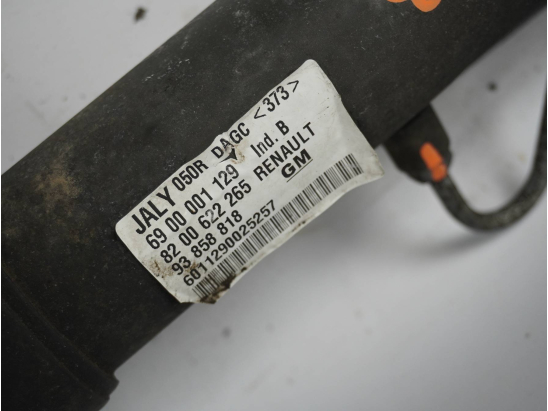 JALY 050R DAGC <373>
69 00 001 129 Ind. B
82 00 622 265 RENAULT
93 858 818 GM
6011290025257